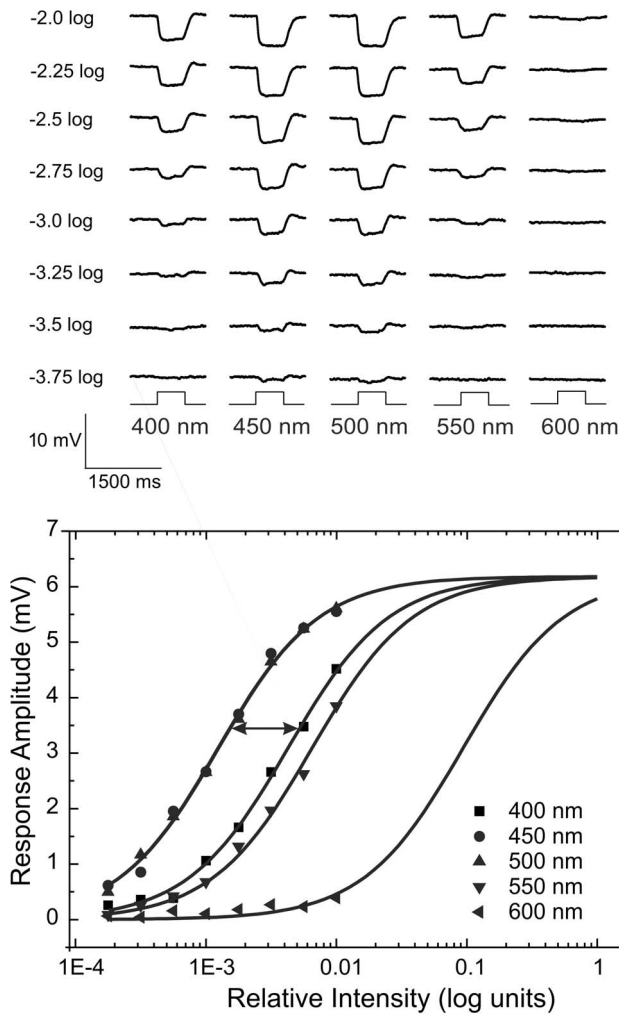 -2.0 log
-2.25 log
-2.5 log
-2.75 log
-3.0 log
-3.25 log
-3.5 log
-3.75 log
400 nm 450 nm 500 nm 550 nm 600 nm
10 mV
1500 ms
7
6
5
4
3
2
1
0
Response Amplitude (mV)
400 nm
450 nm
500 nm
550 nm
600 nm
1E-4 1E-3 0.01 0.1 1
Relative Intensity (log units)